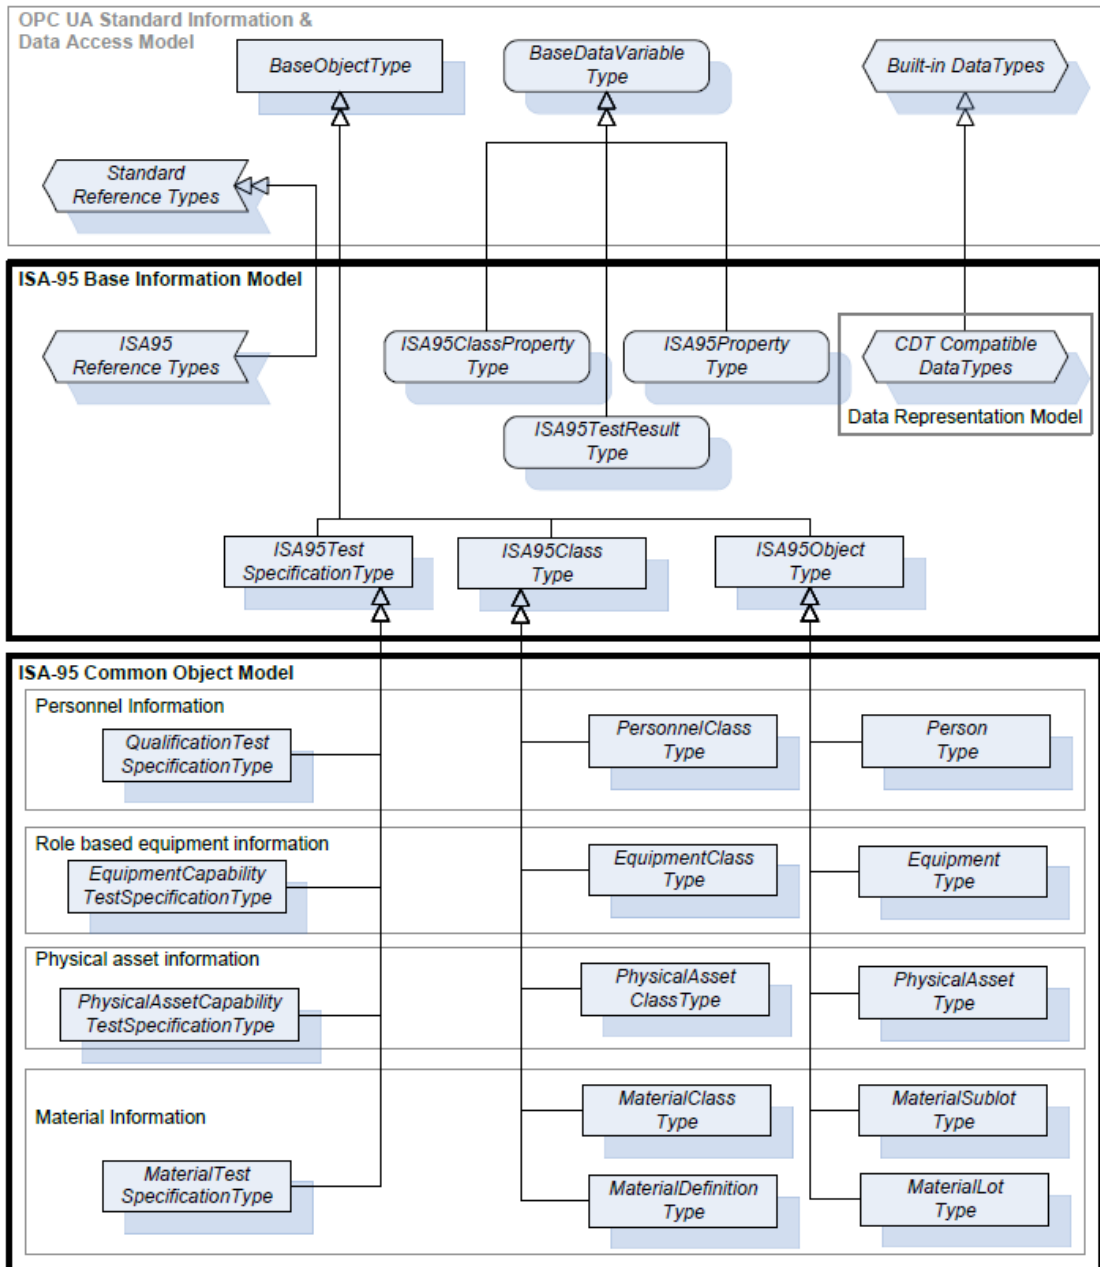 OPC UA Standard Information &
Data Access Model
BaseObjectType
BaseDataVariable
Type
Built-in DataTypes
Standard
Reference Types
ISA-95 Base Information Model
ISA95
Reference Types
ISA95ClassProperty
Type
ISA95Property
Type
CDT Compatible
DataTypes
Data Representation Model
ISA95TestResult
Type
ISA95Test
SpecificationType
ISA95Class
Type
ISA95Object
Type
ISA-95 Common Object Model
Personnel Information
QualificationTest
SpecificationType
PersonnelClass
Type
Person
Type
Role based equipment information
EquipmentCapability
TestSpecificationType
EquipmentClass
Type
Equipment
Type
Physical asset information
PhysicalAssetCapability
TestSpecificationType
PhysicalAsset
ClassType
PhysicalAsset
Type
Material Information
MaterialClass
Type
MaterialSublot
Type
MaterialTest
SpecificationType
MaterialDefinition
Type
MaterialLot
Type